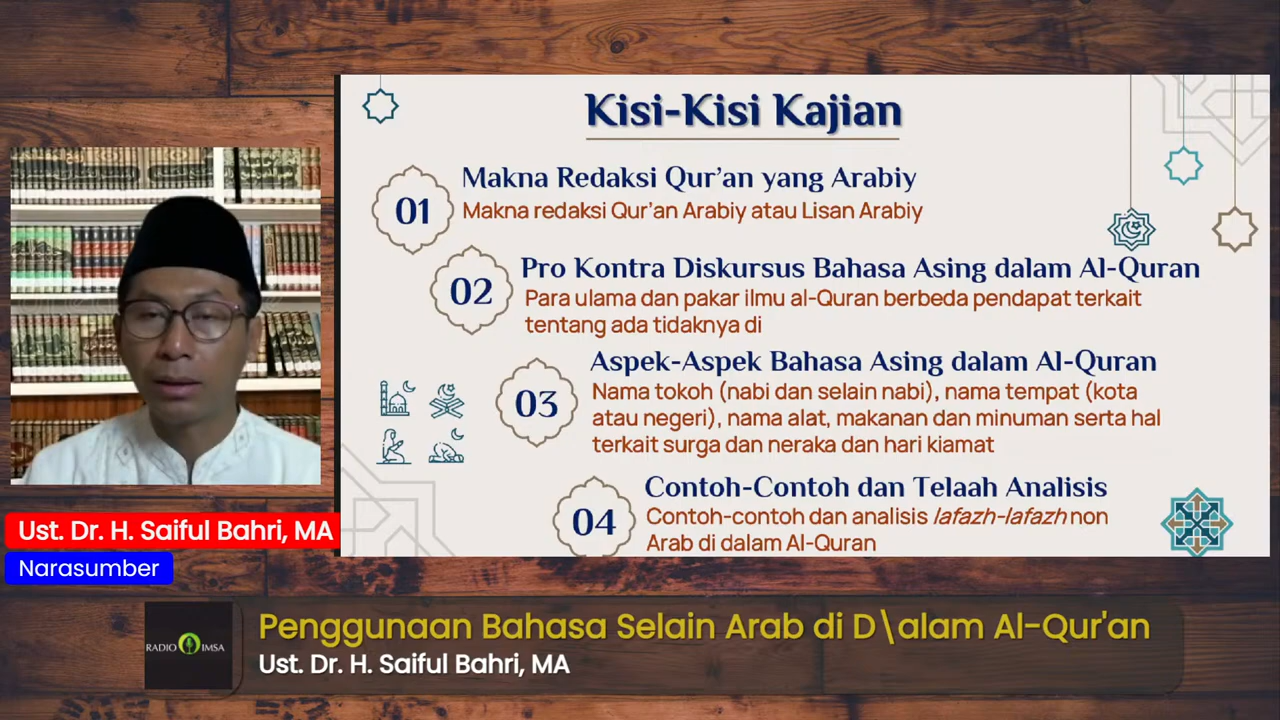 Kisi-Kisi Kajian
01
Makna Redaksi Qur'an yang Arabiy
Makna redaksi Qur'an Arabiy atau Lisan Arabiy
02
Pro Kontra Diskursus Bahasa Asing dalam Al-Quran
Para ulama dan pakar ilmu al-Quran berbeda pendapat terkait
tentang ada tidaknya di
03
Aspek-Aspek Bahasa Asing dalam Al-Quran
Nama tokoh (nabi dan selain nabi), nama tempat (kota
atau negeri), nama alat, makanan dan minuman serta hal
terkait surga dan neraka dan hari kiamat
04
Contoh-Contoh dan Telaah Analisis
Contoh-contoh dan analisis lafazh-lafazh non
Arab di dalam Al-Quran
Ust. Dr. H. Saiful Bahri, MA
Narasumber
RADIO IMSA
Penggunaan Bahasa Selain Arab di D\alam Al-Qur'an
Ust. Dr. H. Saiful Bahri, MA